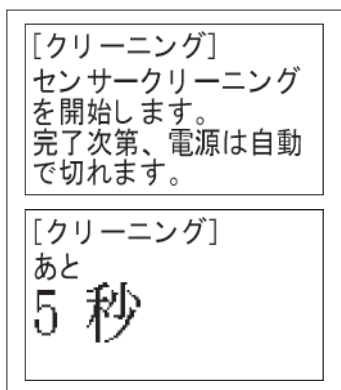 [クリーニング]
センサークリーニング
を開始します。
完了次第、電源は自動
で切れます。
[クリーニング]
あと
5 秒